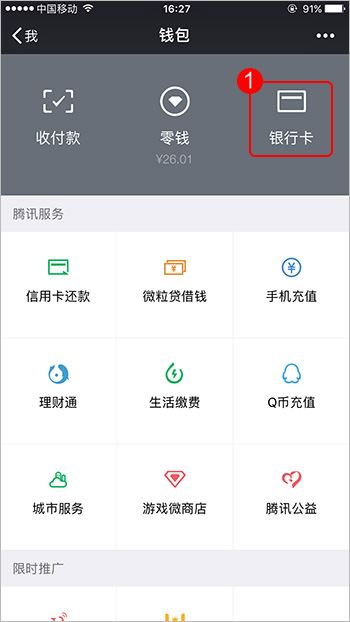 中国移动 16:27 91%
我 钱包
1
收付款 零钱 银行卡
¥26.01
腾讯服务
信用卡还款 微粒贷借钱 手机充值
理财通 生活缴费 Q币充值
城市服务 游戏微商店 腾讯公益
限时推广